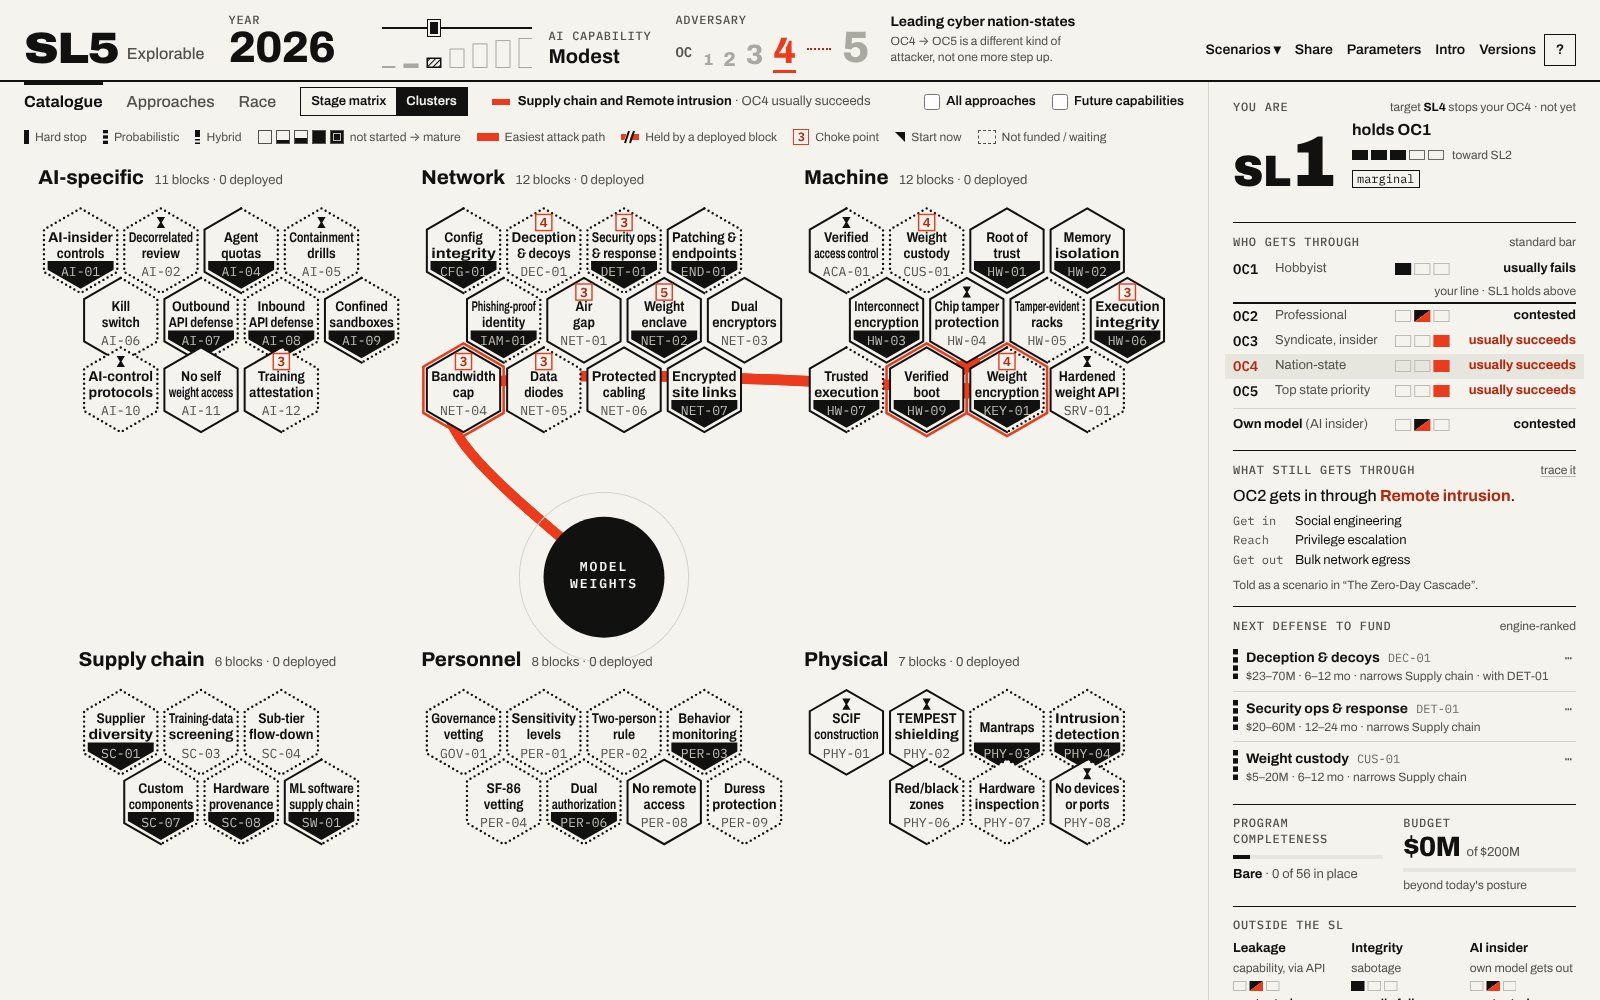 SL5 Explorable
YEAR
2026
AI CAPABILITY
Modest
ADVERSARY
OC 1 2 3 4 5
Leading cyber nation-states
OC4 → OC5 is a different kind of
attacker, not one more step up.
Scenarios ▾ Share Parameters Intro Versions ?
Catalogue Approaches Race Stage matrix Clusters
Supply chain and Remote intrusion · OC4 usually succeeds
All approaches Future capabilities
Hard stop Probabilistic Hybrid not started → mature Easiest attack path Held by a deployed block 3 Choke point Start now Not funded / waiting
AI-specific 11 blocks · 0 deployed
AI-insider
controls
AI-01
Decorrelated
review
AI-02
Agent
quotas
AI-04
Containment
drills
AI-05
Kill
switch
AI-06
Outbound
API defense
AI-07
Inbound
API defense
AI-08
Confined
sandboxes
AI-09
AI-control
protocols
AI-10
No self
weight access
AI-11
3
Training
attestation
AI-12
Network 12 blocks · 0 deployed
Config
integrity
CFG-01
4
Deception
& decoys
DEC-01
3
Security ops
& response
DET-01
Patching &
endpoints
END-01
Phishing-proof
identity
IAM-01
3
Air
gap
NET-01
5
Weight
enclave
NET-02
Dual
encryptors
NET-03
3
Bandwidth
cap
NET-04
3
Data
diodes
NET-05
Protected
cabling
NET-06
Encrypted
site links
NET-07
Machine 12 blocks · 0 deployed
Verified
access control
ACA-01
4
Weight
custody
CUS-01
Root of
trust
HW-01
Memory
isolation
HW-02
Interconnect
encryption
HW-03
Chip tamper
protection
HW-04
Tamper-evident
racks
HW-05
3
Execution
integrity
HW-06
Trusted
execution
HW-07
Verified
boot
HW-09
4
Weight
encryption
KEY-01
Hardened
weight API
SRV-01
MODEL
WEIGHTS
Supply chain 6 blocks · 0 deployed
Supplier
diversity
SC-01
Training-data
screening
SC-03
Sub-tier
flow-down
SC-04
Custom
components
SC-07
Hardware
provenance
SC-08
ML software
supply chain
SW-01
Personnel 8 blocks · 0 deployed
Governance
vetting
GOV-01
Sensitivity
levels
PER-01
Two-person
rule
PER-02
Behavior
monitoring
PER-03
SF-86
vetting
PER-04
Dual
authorization
PER-06
No remote
access
PER-08
Duress
protection
PER-09
Physical 7 blocks · 0 deployed
SCIF
construction
PHY-01
TEMPEST
shielding
PHY-02
Mantraps
PHY-03
Intrusion
detection
PHY-04
Red/black
zones
PHY-06
Hardware
inspection
PHY-07
No devices
or ports
PHY-08
YOU ARE target SL4 stops your OC4 · not yet
SL1
holds OC1
toward SL2
marginal
WHO GETS THROUGH standard bar
OC1 Hobbyist usually fails
your line · SL1 holds above
OC2 Professional contested
OC3 Syndicate, insider usually succeeds
OC4 Nation-state usually succeeds
OC5 Top state priority usually succeeds
Own model (AI insider) contested
WHAT STILL GETS THROUGH trace it
OC2 gets in through Remote intrusion.
Get in Social engineering
Reach Privilege escalation
Get out Bulk network egress
Told as a scenario in “The Zero-Day Cascade”.
NEXT DEFENSE TO FUND engine-ranked
Deception & decoys DEC-01 …
$23–70M · 6–12 mo · narrows Supply chain · with DET-01
Security ops & response DET-01 …
$20–60M · 12–24 mo · narrows Supply chain
Weight custody CUS-01 …
$5–20M · 6–12 mo · narrows Supply chain
PROGRAM
COMPLETENESS
Bare · 0 of 56 in place
BUDGET
$0M of $200M
beyond today's posture
OUTSIDE THE SL
Leakage
capability, via API
Integrity
sabotage
AI insider
own model gets out